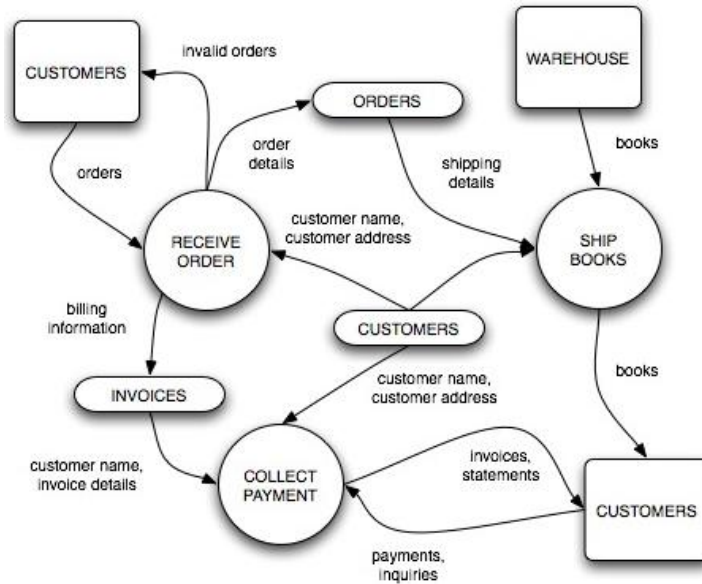 invalid orders
CUSTOMERS
WAREHOUSE
ORDERS
order
details
books
orders
shipping
details
customer name,
customer address
RECEIVE
ORDER
SHIP
BOOKS
billing
information
CUSTOMERS
customer name,
customer address
books
INVOICES
customer name,
invoice details
COLLECT
PAYMENT
invoices,
statements
CUSTOMERS
payments,
inquiries